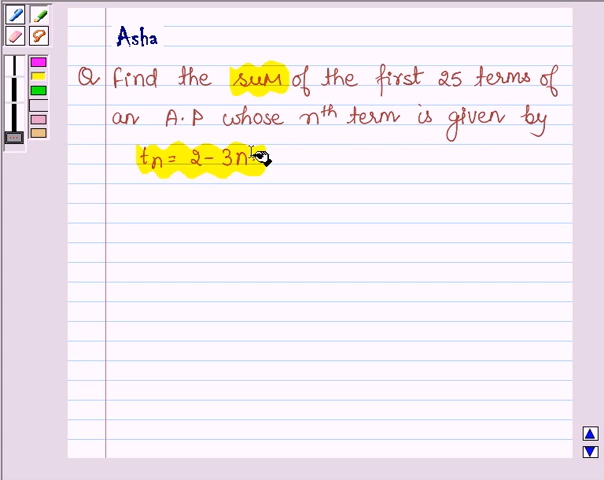 Asha
Q Find the sum of the first 25 terms of
an A.P whose nth term is given by
tn = 2 - 3n